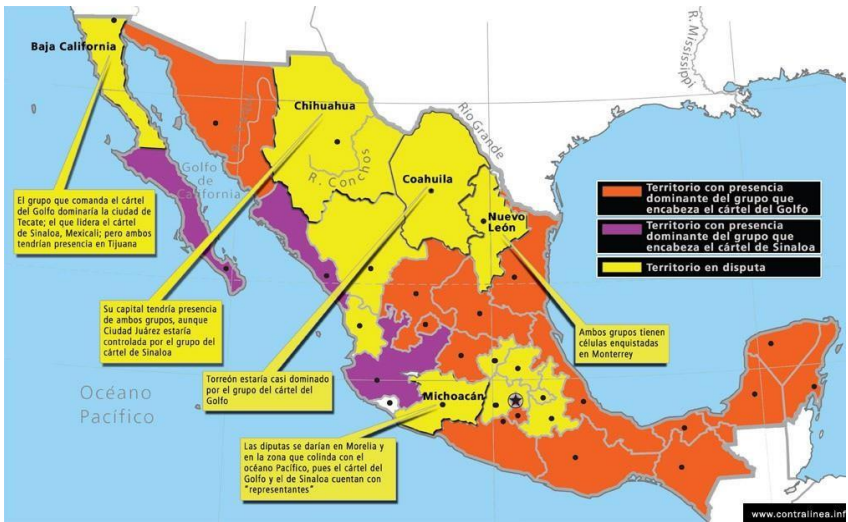 Baja California
Chihuahua
Coahuila
Nuevo
León
Michoacán
R. Conchos
Río Grande
R. Mississippi
Golfo
de
California
Océano
Pacífico
El grupo que comanda el cártel
del Golfo dominaría la ciudad de
Tecate; el que lidera el cártel
de Sinaloa, Mexicali; pero ambos
tendrían presencia en Tijuana
Su capital tendría presencia
de ambos grupos, aunque
Ciudad Juárez estaría
controlada por el grupo del
cártel de Sinaloa
Torreón estaría casi dominado
por el grupo del cártel del
Golfo
Las diputas se darían en Morelia y
en la zona que colinda con el
océano Pacífico, pues el cártel del
Golfo y el de Sinaloa cuentan con
"representantes"
Ambos grupos tienen
células enquistadas
en Monterrey
Territorio con presencia
dominante del grupo que
encabeza el cártel del Golfo
Territorio con presencia
dominante del grupo que
encabeza el cártel de Sinaloa
Territorio en disputa
www.contralinea.inf